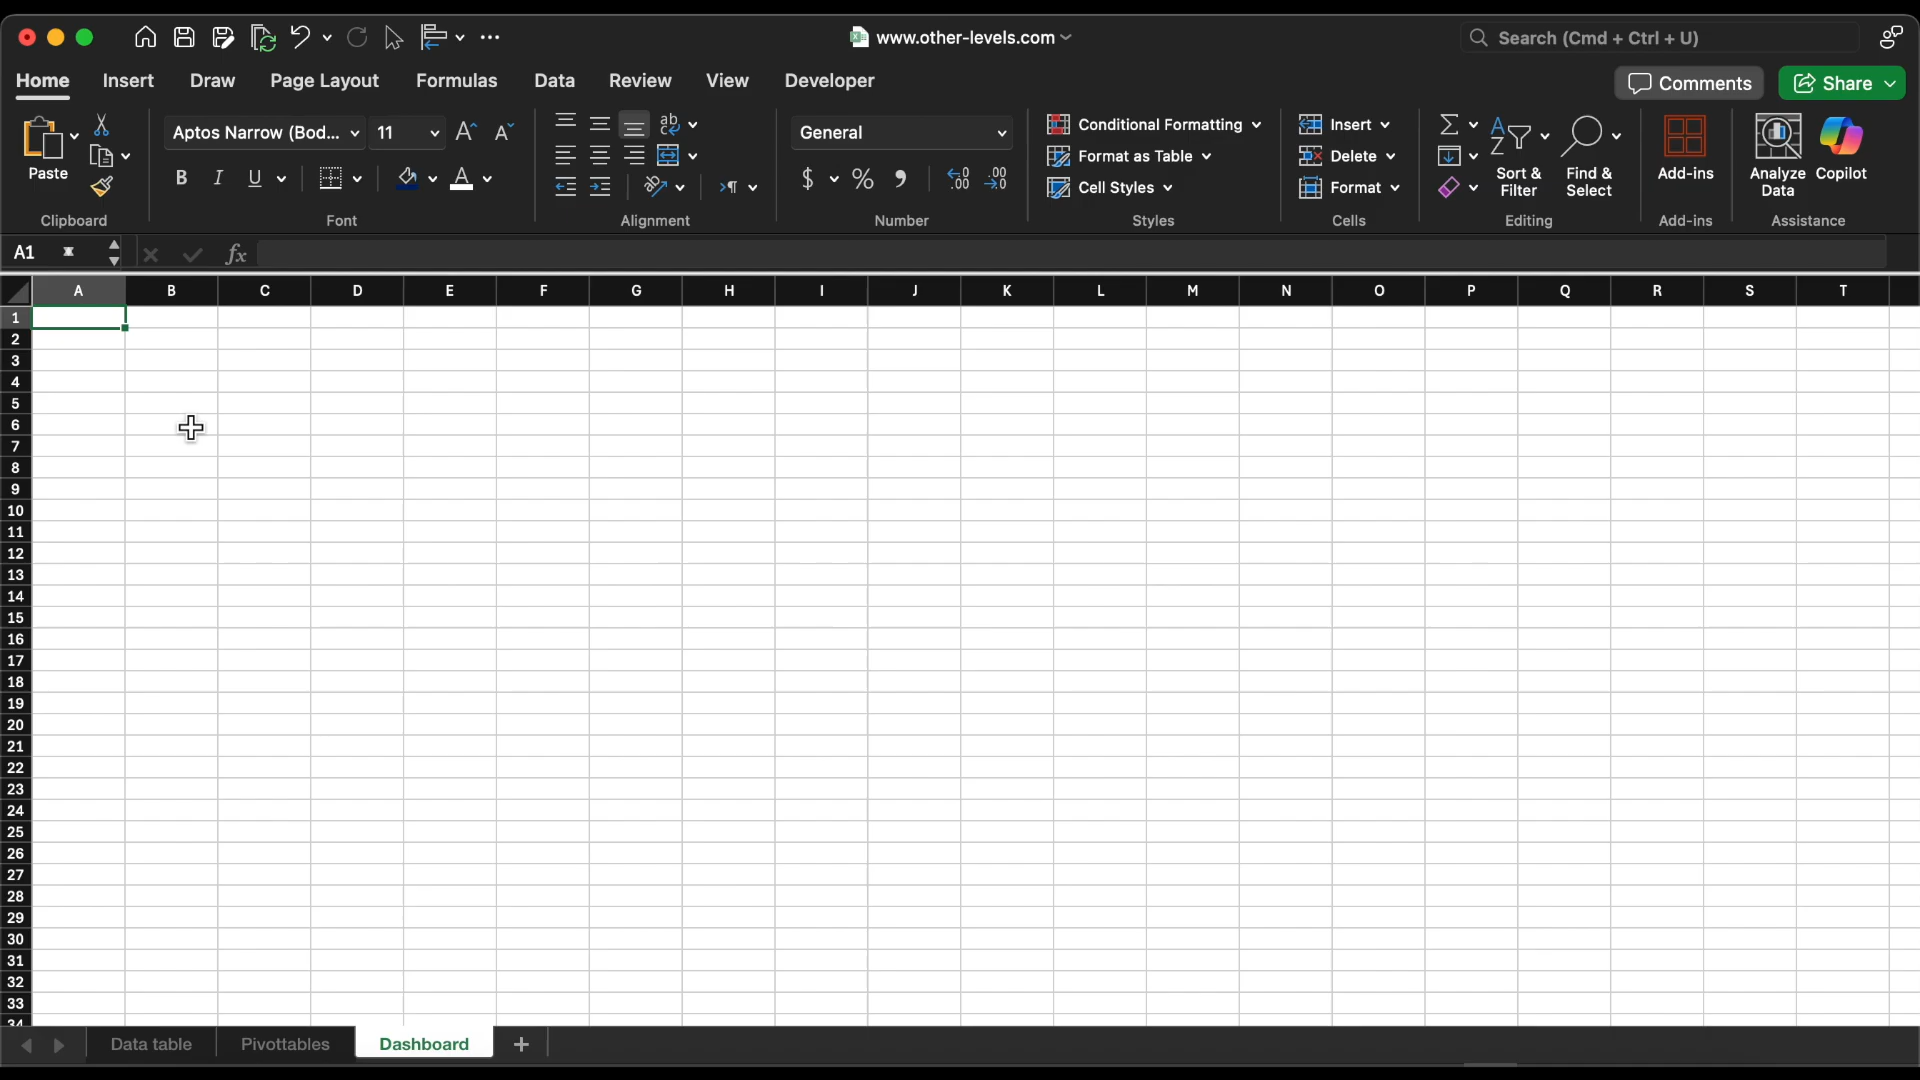 www.other-levels.com
Search (Cmd + Ctrl + U)
Home Insert Draw Page Layout Formulas Data Review View Developer
Comments Share
Paste
Aptos Narrow (Bod... 11
General
Conditional Formatting
Format as Table
Cell Styles
Insert
Delete
Format
Sort & Filter
Find & Select
Add-ins
Analyze Data
Copilot
B I U
$ %
Clipboard Font Alignment Number Styles Cells Editing Add-ins Assistance
A1 fx
A B C D E F G H I J K L M N O P Q R S T
1
2
3
4
5
6
7
8
9
10
11
12
13
14
15
16
17
18
19
20
21
22
23
24
25
26
27
28
29
30
31
32
33
34
Data table Pivottables Dashboard +